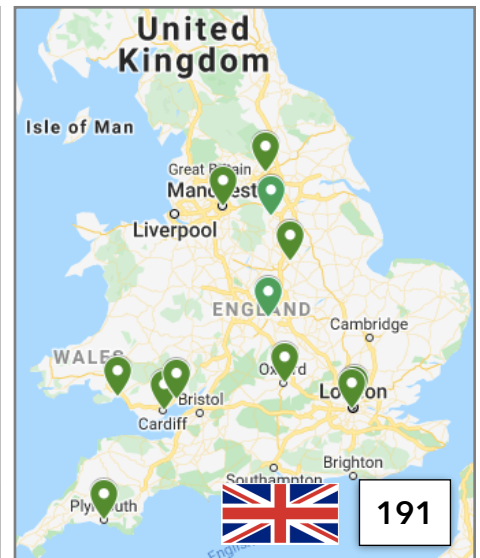 United
Kingdom
Isle of Man
Great Britain
Manchester
Liverpool
ENGLAND
Cambridge
WALES
Oxford
London
Bristol
Cardiff
Brighton
Southampton
Plymouth
191
English